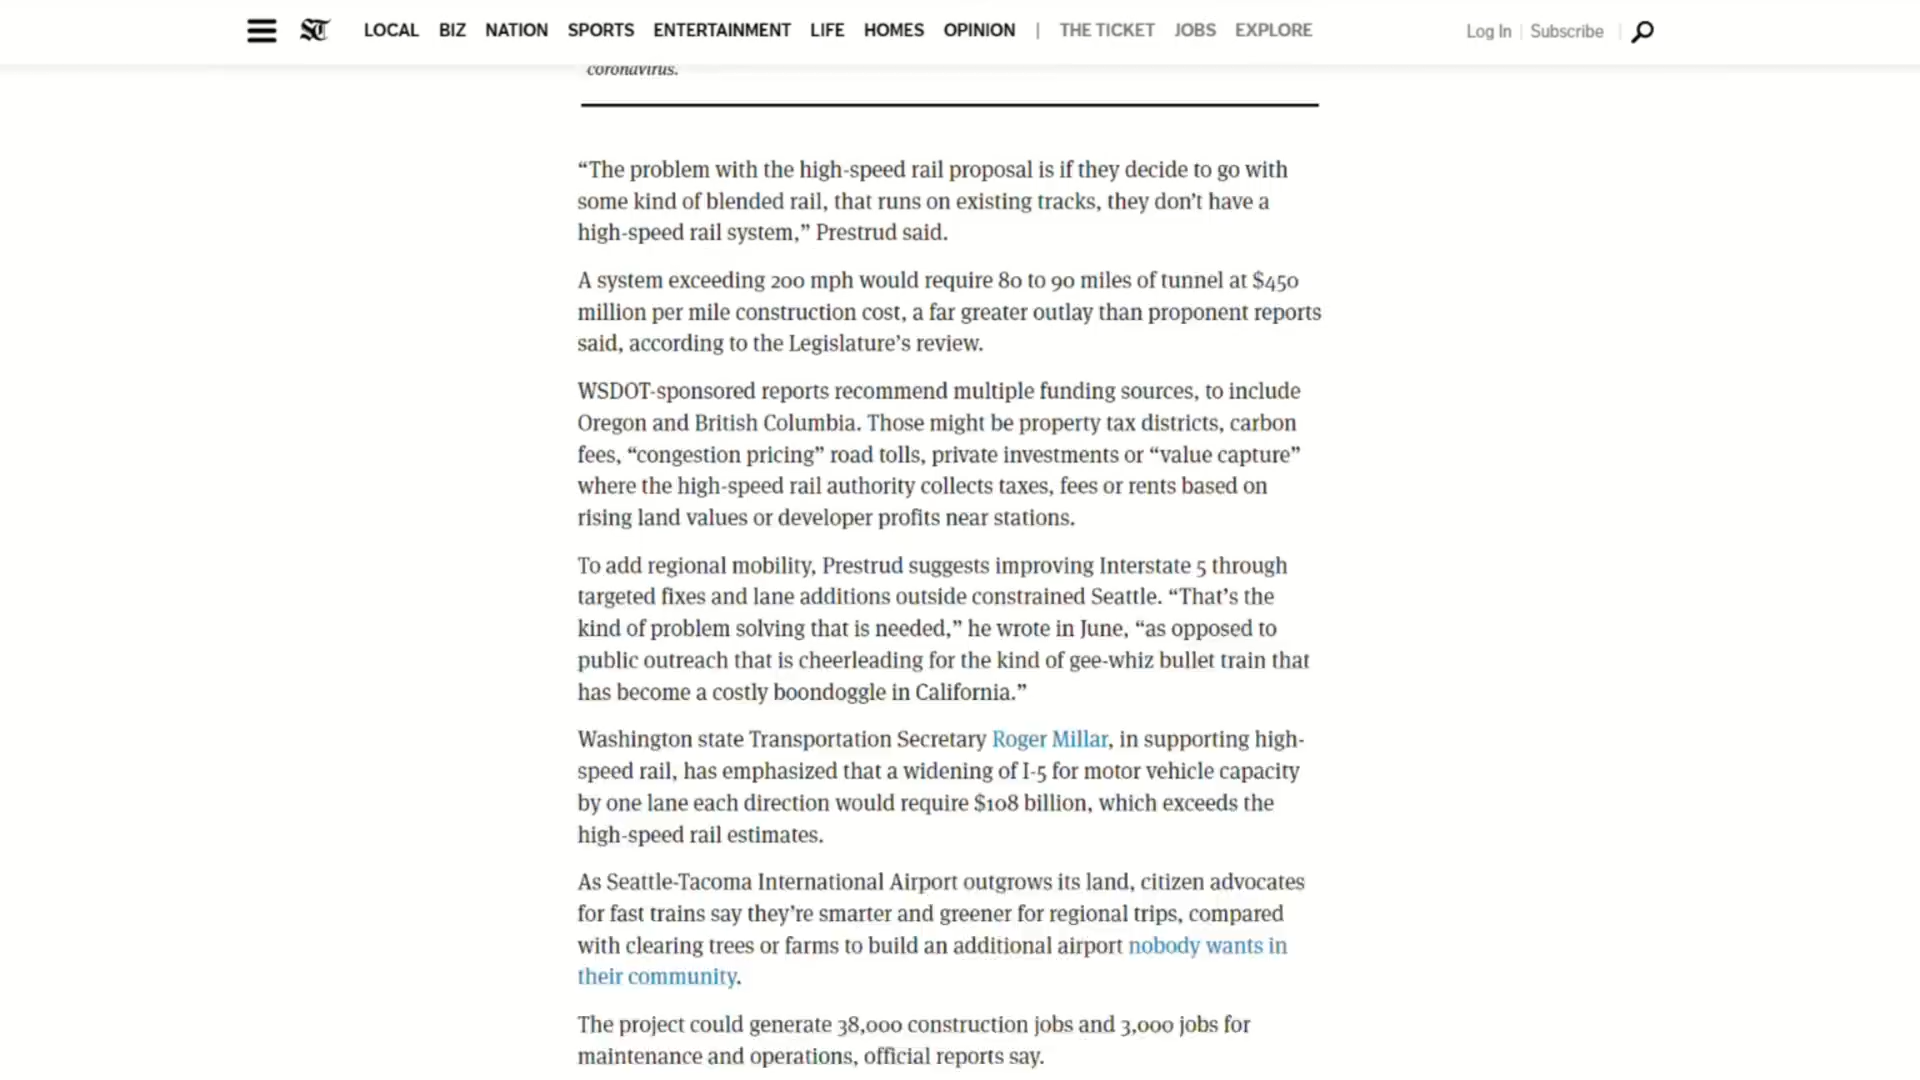 LOCAL BIZ NATION SPORTS ENTERTAINMENT LIFE HOMES OPINION | THE TICKET JOBS EXPLORE Log In | Subscribe
coronavirus.
“The problem with the high-speed rail proposal is if they decide to go with
some kind of blended rail, that runs on existing tracks, they don’t have a
high-speed rail system,” Prestrud said.
A system exceeding 200 mph would require 80 to 90 miles of tunnel at $450
million per mile construction cost, a far greater outlay than proponent reports
said, according to the Legislature’s review.
WSDOT-sponsored reports recommend multiple funding sources, to include
Oregon and British Columbia. Those might be property tax districts, carbon
fees, “congestion pricing” road tolls, private investments or “value capture”
where the high-speed rail authority collects taxes, fees or rents based on
rising land values or developer profits near stations.
To add regional mobility, Prestrud suggests improving Interstate 5 through
targeted fixes and lane additions outside constrained Seattle. “That’s the
kind of problem solving that is needed,” he wrote in June, “as opposed to
public outreach that is cheerleading for the kind of gee-whiz bullet train that
has become a costly boondoggle in California.”
Washington state Transportation Secretary Roger Millar, in supporting high-
speed rail, has emphasized that a widening of I-5 for motor vehicle capacity
by one lane each direction would require $108 billion, which exceeds the
high-speed rail estimates.
As Seattle-Tacoma International Airport outgrows its land, citizen advocates
for fast trains say they’re smarter and greener for regional trips, compared
with clearing trees or farms to build an additional airport nobody wants in
their community.
The project could generate 38,000 construction jobs and 3,000 jobs for
maintenance and operations, official reports say.